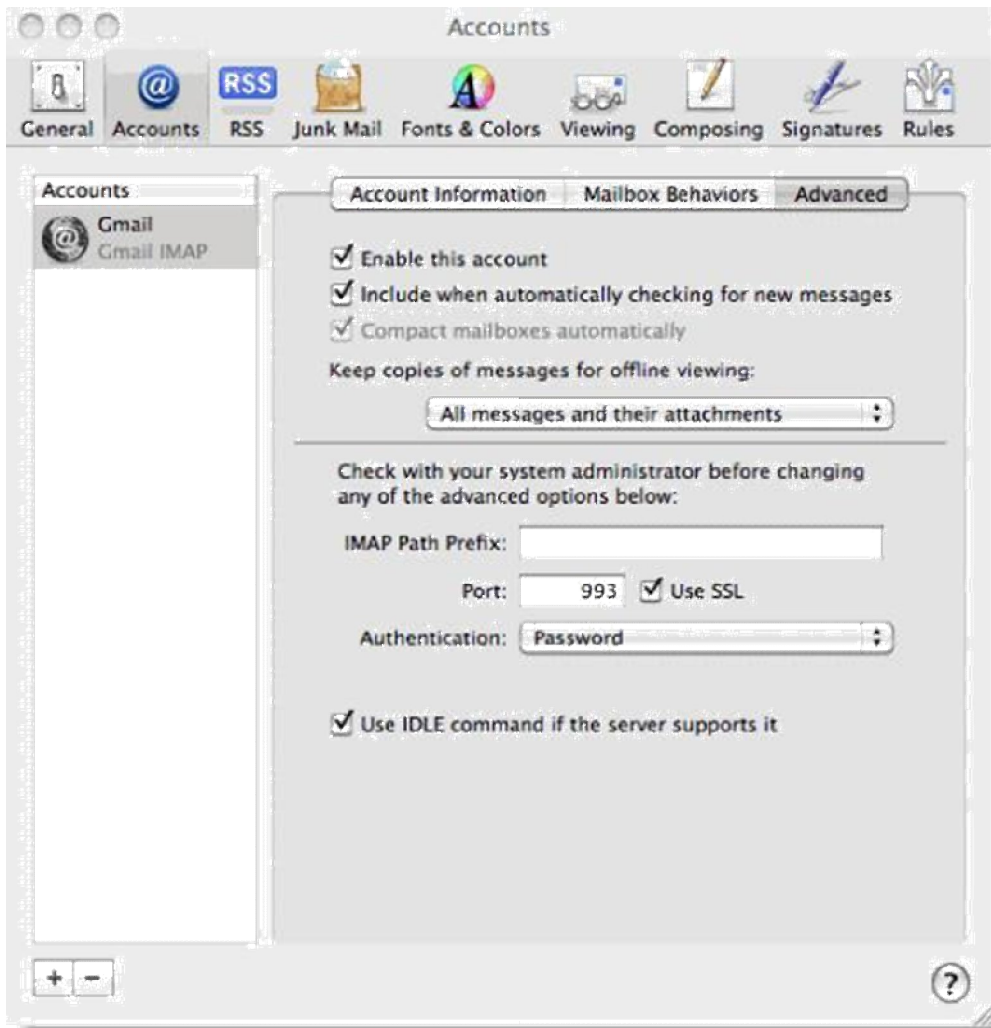 Accounts
RSS
General Accounts RSS Junk Mail Fonts & Colors Viewing Composing Signatures Rules
Accounts
Gmail
Gmail IMAP
Account Information Mailbox Behaviors Advanced
Enable this account
Include when automatically checking for new messages
Compact mailboxes automatically
Keep copies of messages for offline viewing:
All messages and their attachments
Check with your system administrator before changing
any of the advanced options below:
IMAP Path Prefix:
Port: 993 Use SSL
Authentication: Password
Use IDLE command if the server supports it
+ − ?